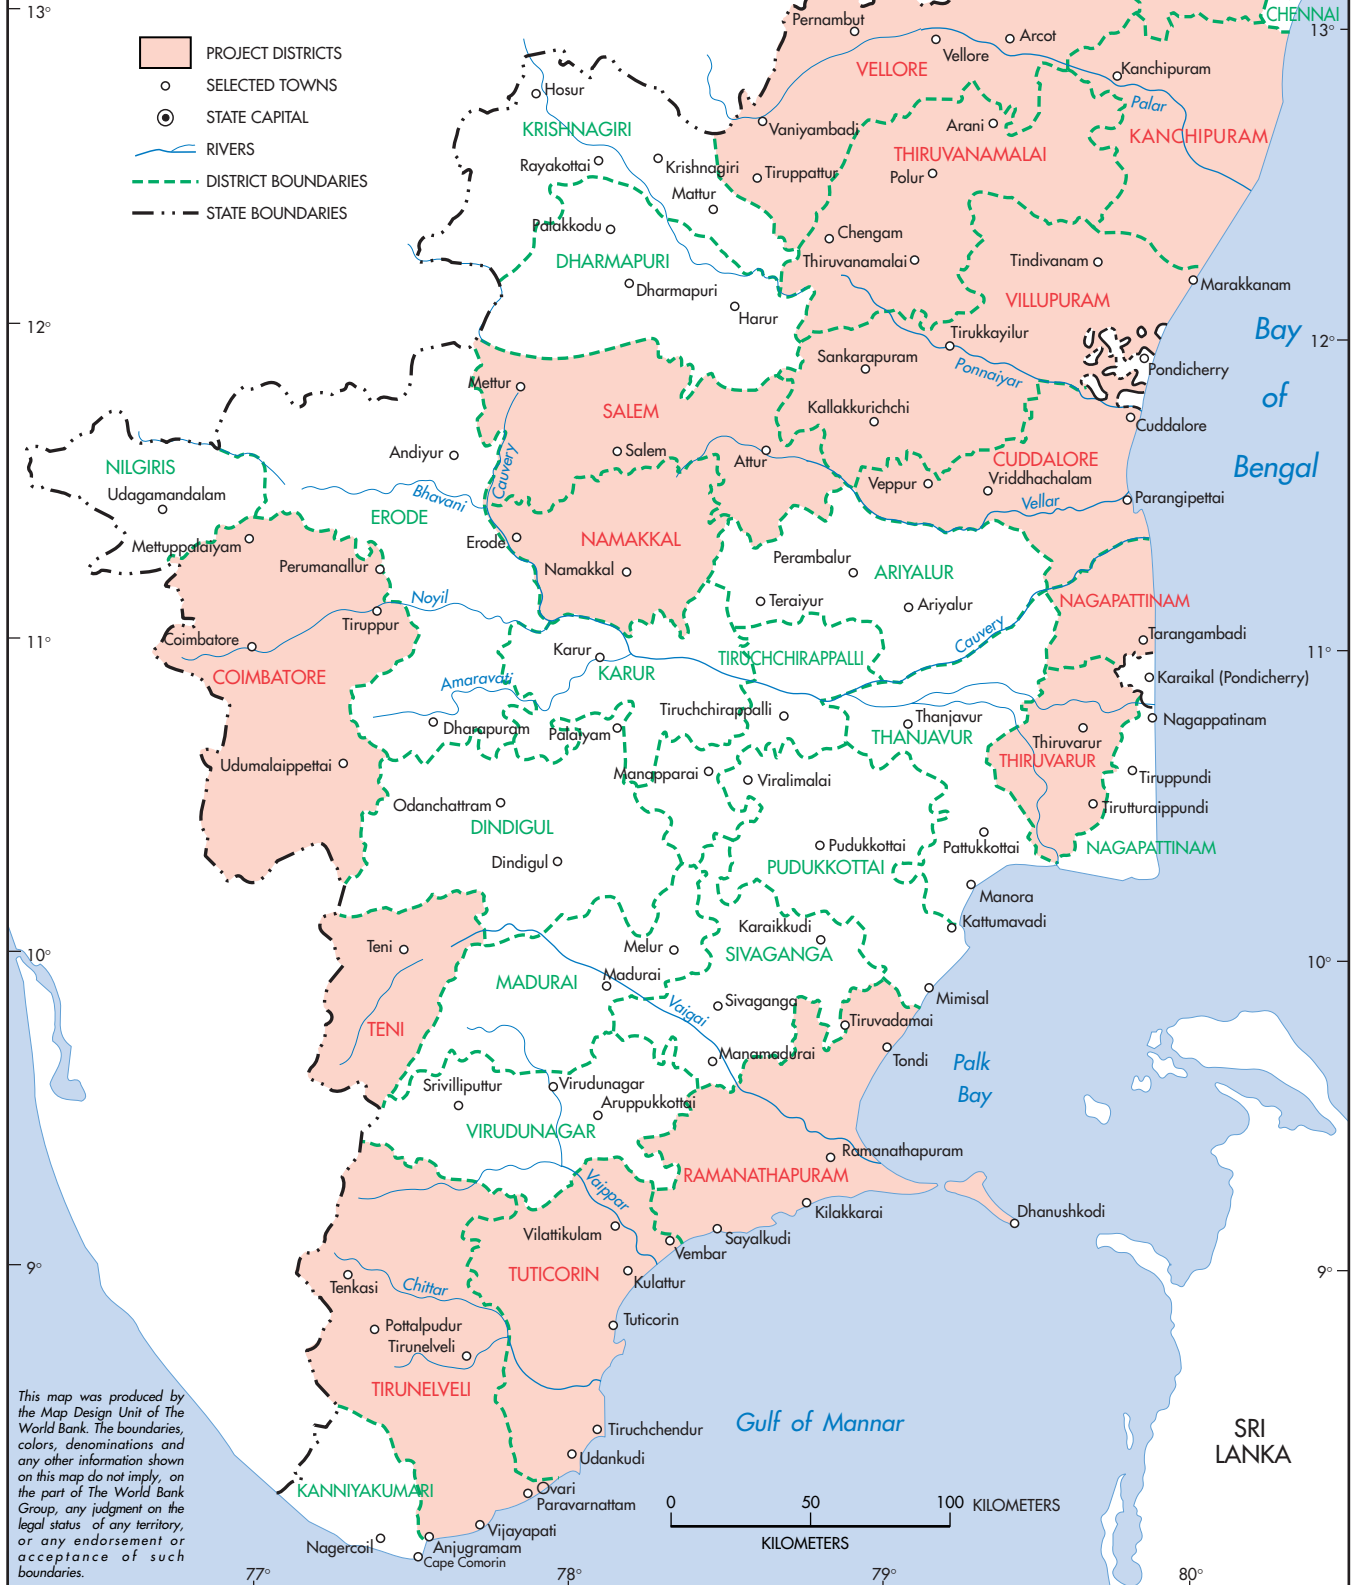 13°
CHENNAI
13°
PROJECT DISTRICTS
SELECTED TOWNS
STATE CAPITAL
RIVERS
DISTRICT BOUNDARIES
STATE BOUNDARIES
Pernambut
Arcot
Vellore
VELLORE
Kanchipuram
Palar
KANCHIPURAM
Hosur
KRISHNAGIRI
Vaniyambadi
Arani
THIRUVANAMALAI
Rayakottai
Krishnagiri
Tiruppattur
Polur
Mattur
Palakkodu
Chengam
DHARMAPURI
Thiruvanamalai
Tindivanam
Dharmapuri
Marakkanam
VILLUPURAM
Harur
12°
Bay
12°
Tirukkayilur
Sankarapuram
Ponnaiyar
Pondicherry
Mettur
of
SALEM
Kallakkurichchi
Cuddalore
Andiyur
Salem
Attur
CUDDALORE
NILGIRIS
Cauvery
Bengal
Udagamandalam
Bhavani
Veppur
Vriddhachalam
Vellar
Parangipettai
ERODE
Mettuppalaiyam
Erode
NAMAKKAL
Perumanallur
Namakkal
Perambalur
ARIYALUR
Noyil
Teraiyur
Ariyalur
NAGAPATTINAM
Tiruppur
11°
Coimbatore
Cauvery
Tarangambadi
11°
Karur
KARUR
TIRUCHCHIRAPPALLI
COIMBATORE
Amaravati
Karaikal (Pondicherry)
Tiruchchirappalli
Thanjavur
Nagappatinam
Dharapuram
Palaiyam
THANJAVUR
Thiruvarur
Udumalaippettai
THIRUVARUR
Manapparai
Viralimalai
Tiruppundi
Odanchattram
Tirutturaippundi
DINDIGUL
Pudukkottai
Pattukkottai
NAGAPATTINAM
Dindigul
PUDUKKOTTAI
Manora
Karaikkudi
Kattumavadi
Teni
Melur
SIVAGANGA
10°
10°
MADURAI
Madurai
Mimisal
Sivaganga
Vaigai
TENI
Tiruvadamai
Manamadurai
Tondi
Palk
Bay
Srivilliputtur
Virudunagar
Aruppukkottai
VIRUDUNAGAR
Ramanathapuram
RAMANATHAPURAM
Vaippar
Kilakkarai
Dhanushkodi
Vilattikulam
Sayalkudi
Vembar
9°
TUTICORIN
9°
Tenkasi
Chittar
Kulattur
Pottalpudur
Tuticorin
Tirunelveli
TIRUNELVELI
This map was produced by
the Map Design Unit of The
World Bank. The boundaries,
colors, denominations and
any other information shown
on this map do not imply, on
the part of The World Bank
Group, any judgment on the
legal status of any territory,
or any endorsement or
acceptance of such
boundaries.
Gulf of Mannar
SRI
LANKA
Tiruchchendur
Udankudi
KANNIYAKUMARI
Ovari
Paravarnattam
0 50 100 KILOMETERS
KILOMETERS
Vijayapati
Nagercoil
Anjugramam
Cape Comorin
77° 78° 79° 80°